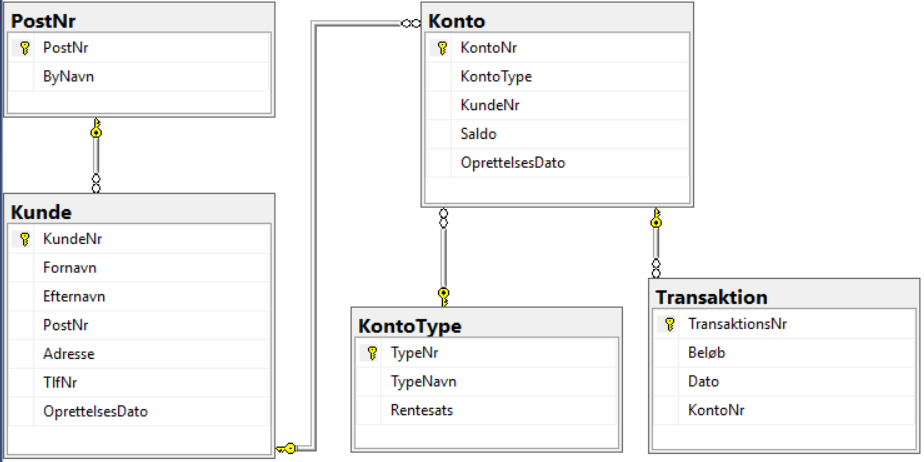 PostNr
PostNr
ByNavn
Kunde
KundeNr
Fornavn
Efternavn
PostNr
Adresse
TlfNr
OprettelsesDato
Konto
KontoNr
KontoType
KundeNr
Saldo
OprettelsesDato
KontoType
TypeNr
TypeNavn
Rentesats
Transaktion
TransaktionsNr
Beløb
Dato
KontoNr